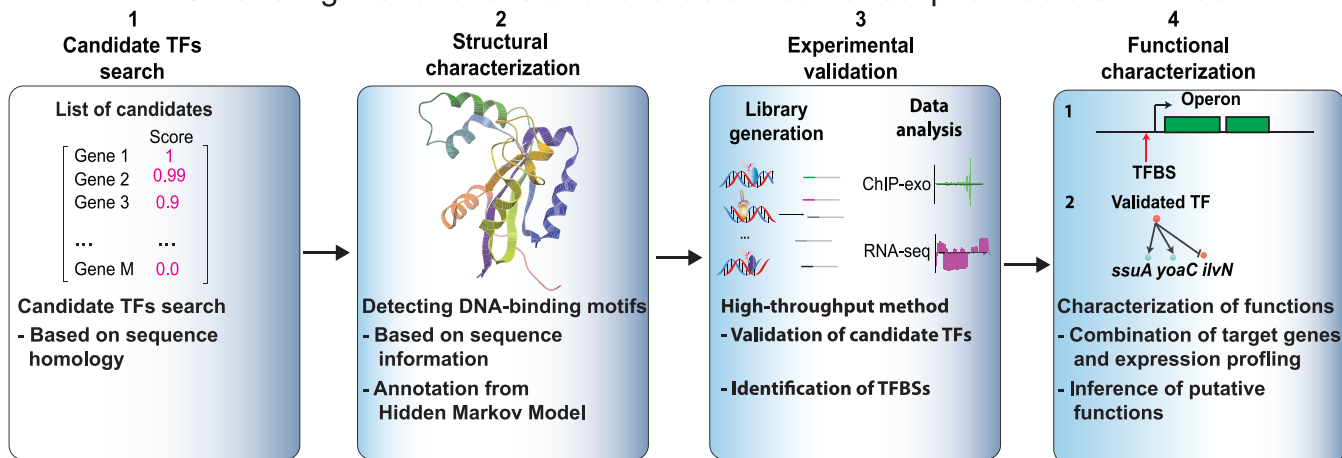 1
Candidate TFs
search
List of candidates
Score
Gene 1 1
Gene 2 0.99
Gene 3 0.9
... ...
Gene M 0.0
Candidate TFs search
- Based on sequence
homology
2
Structural
characterization
Detecting DNA-binding motifs
- Based on sequence
information
- Annotation from
Hidden Markov Model
3
Experimental
validation
Library
generation
Data
analysis
...
ChIP-exo
RNA-seq
High-throughput method
- Validation of candidate TFs
- Identification of TFBSs
4
Functional
characterization
1
Operon
TFBS
2
Validated TF
ssuA yoaC ilvN
Characterization of functions
- Combination of target genes
and expression profling
- Inference of putative
functions